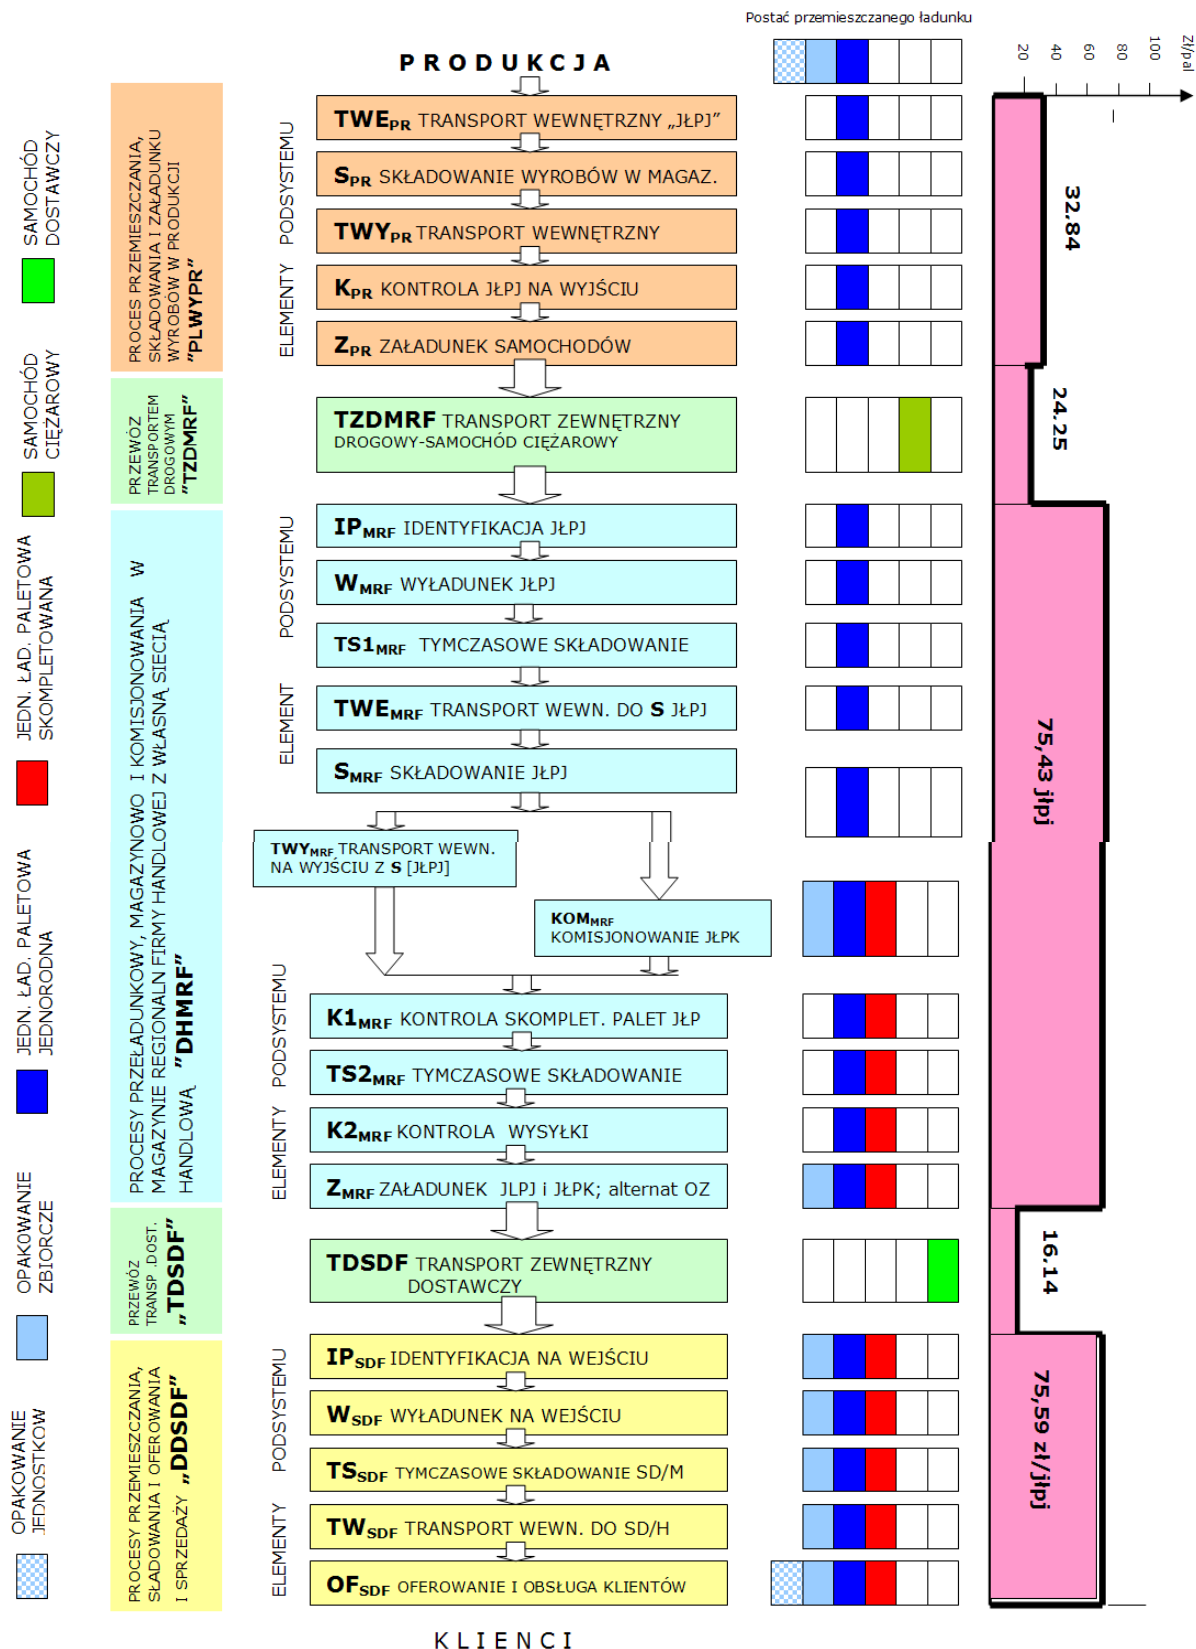 Postać przemieszczanego ładunku
20
40
60
80
100
Zł/pal
PRODUKCJA
SAMOCHÓD
DOSTAWCZY
SAMOCHÓD
CIĘŻAROWY
JEDN. ŁAD. PALETOWA
SKOMPLETOWANA
JEDN. ŁAD. PALETOWA
JEDNORODNA
OPAKOWANIE
ZBIORCZE
OPAKOWANIE
JEDNOSTKOW
PROCES PRZEMIESZCZANIA,
SKŁADOWANIA I ZAŁADUNKU
WYROBÓW W PRODUKCJI
"PLWYPR"
ELEMENTY PODSYSTEMU
TWEPR TRANSPORT WEWNĘTRZNY „JŁPJ"
SPR SKŁADOWANIE WYROBÓW W MAGAZ.
TWYPR TRANSPORT WEWNĘTRZNY
KPR KONTROLA JŁPJ NA WYJŚCIU
ZPR ZAŁADUNEK SAMOCHODÓW
32.84
PRZEWÓZ
TRANSPORTEM
DROGOWYM
"TZDMRF"
TZDMRF TRANSPORT ZEWNĘTRZNY
DROGOWY-SAMOCHÓD CIĘŻAROWY
24.25
PROCESY PRZEŁADUNKOWY, MAGAZYNOWO I KOMISJONOWANIA W
MAGAZYNIE REGIONALN FIRMY HANDLOWEJ Z WŁASNĄ SIECIĄ
HANDLOWĄ "DHMRF"
ELEMENT PODSYSTEMU
IPMRF IDENTYFIKACJA JŁPJ
WMRF WYŁADUNEK JŁPJ
TS1MRF TYMCZASOWE SKŁADOWANIE
TWEMRF TRANSPORT WEWN. DO S JŁPJ
SMRF SKŁADOWANIE JŁPJ
75,43 jłpj
TWYMRF TRANSPORT WEWN.
NA WYJŚCIU Z S [JŁPJ]
KOMMRF
KOMISJONOWANIE JŁPK
ELEMENTY PODSYSTEMU
K1MRF KONTROLA SKOMPLET. PALET JŁP
TS2MRF TYMCZASOWE SKŁADOWANIE
K2MRF KONTROLA WYSYŁKI
ZMRF ZAŁADUNEK JLPJ i JŁPK; alternat OZ
PRZEWÓZ
TRANSP .DOST.
„TDSDF"
TDSDF TRANSPORT ZEWNĘTRZNY
DOSTAWCZY
16.14
PROCESY PRZEMIESZCZANIA,
SŁADOWANIA I OFEROWANIA
I SPRZEDAŻY „DDSDF"
ELEMENTY PODSYSTEMU
IPSDF IDENTYFIKACJA NA WEJŚCIU
WSDF WYŁADUNEK NA WEJŚCIU
TSSDF TYMCZASOWE SKŁADOWANIE SD/M
TWSDF TRANSPORT WEWN. DO SD/H
OFSDF OFEROWANIE I OBSŁUGA KLIENTÓW
75,59 zł/jłpj
KLIENCI